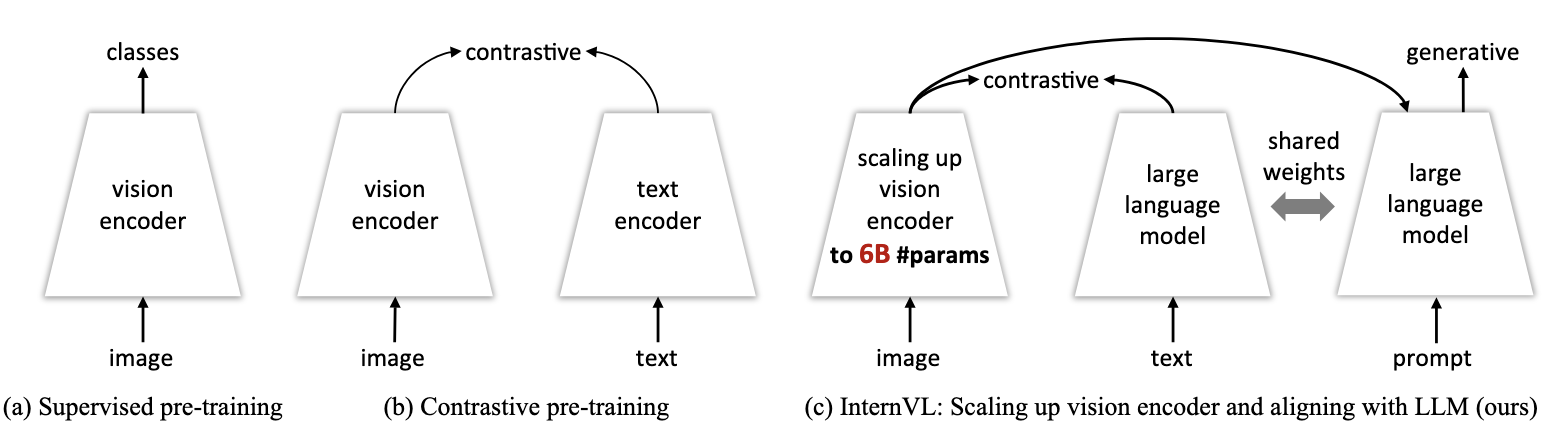 classes
vision
encoder
image
(a) Supervised pre-training
contrastive
vision
encoder
image
text
encoder
text
(b) Contrastive pre-training
contrastive
generative
scaling up
vision
encoder
to 6B #params
image
large
language
model
text
shared
weights
large
language
model
prompt
(c) InternVL: Scaling up vision encoder and aligning with LLM (ours)